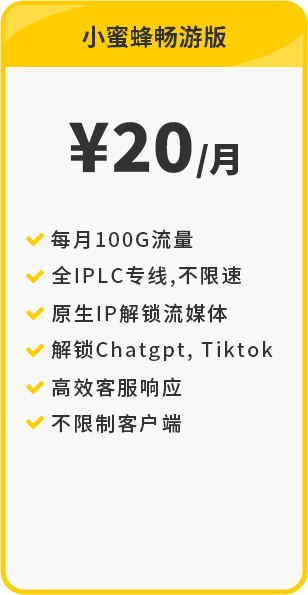 小蜜蜂畅游版
¥20/月
每月100G流量
全IPLC专线,不限速
原生IP解锁流媒体
解锁Chatgpt, Tiktok
高效客服响应
不限制客户端